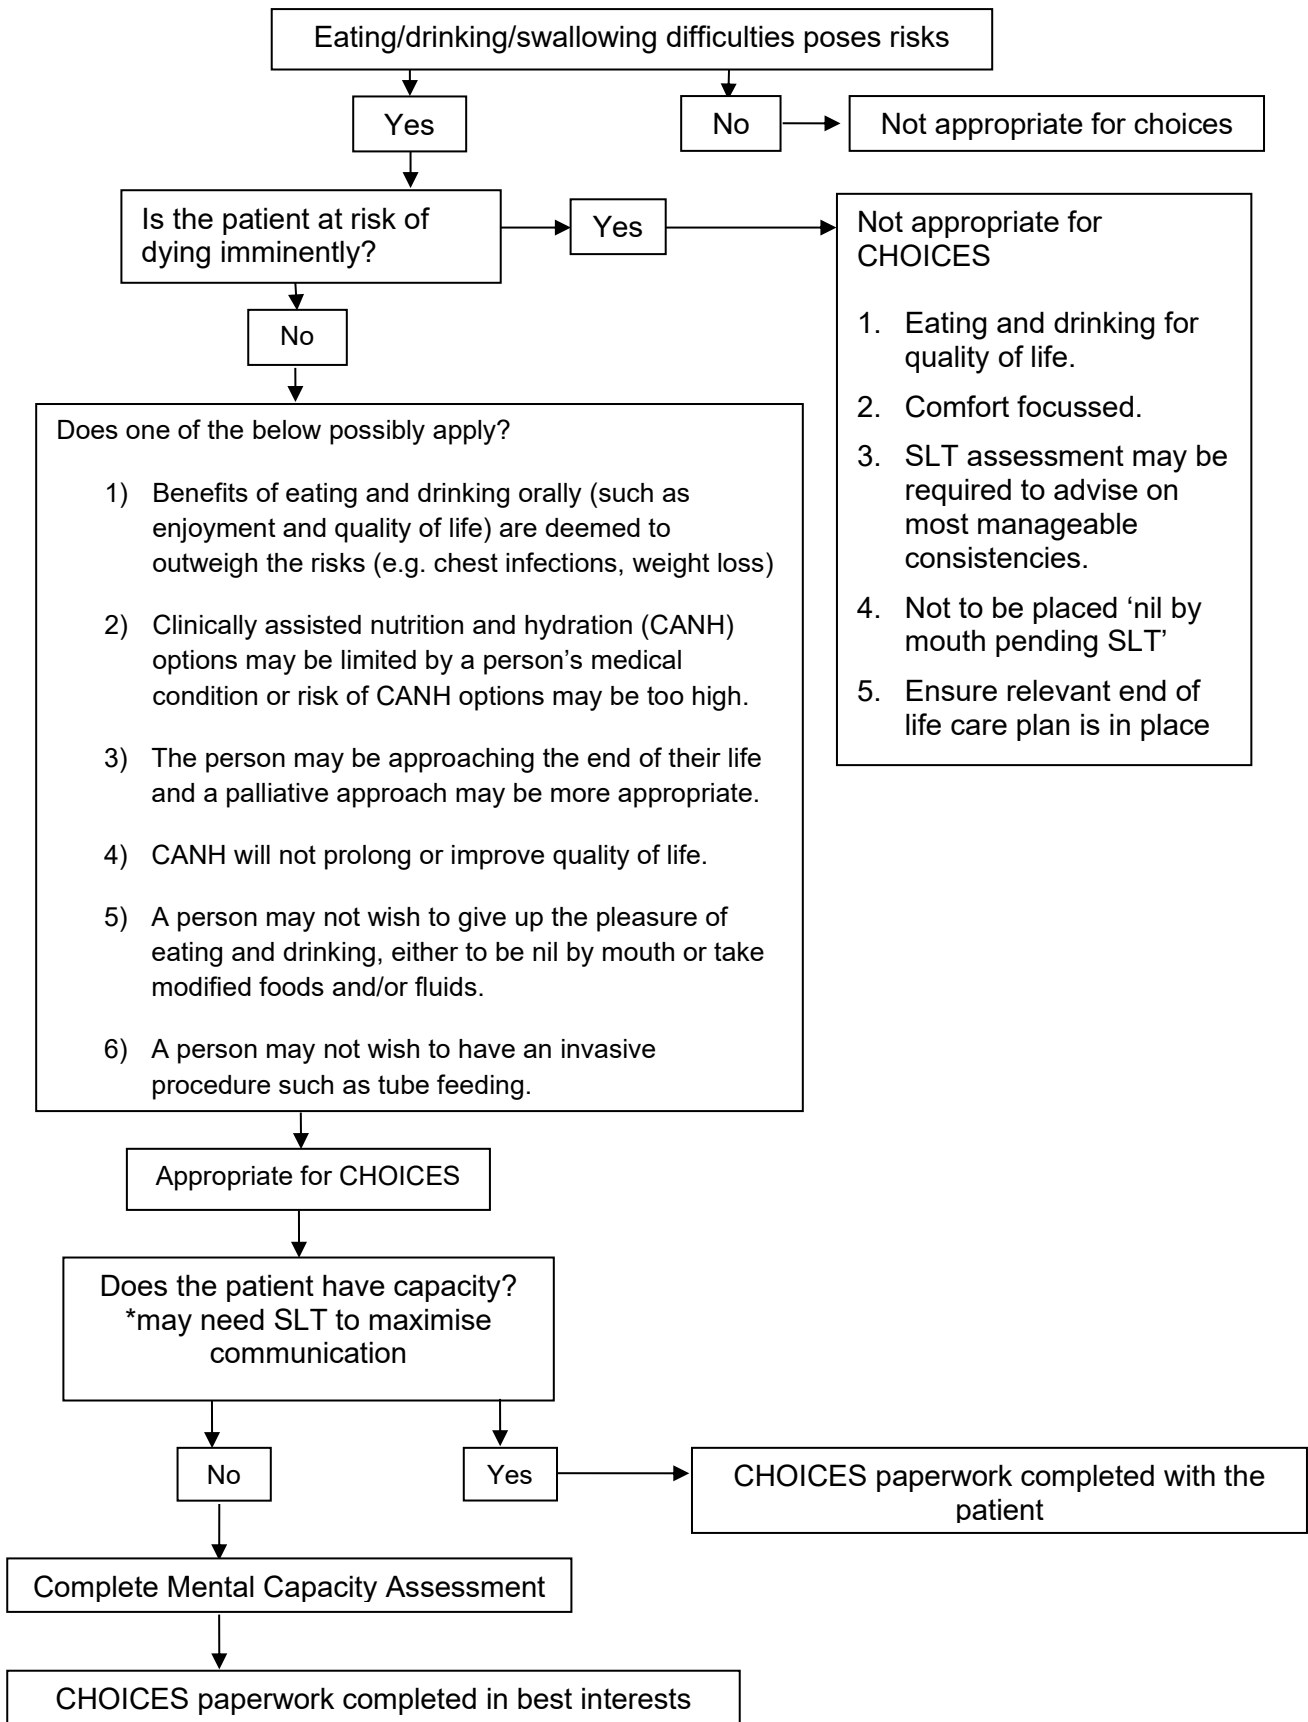 Eating/drinking/swallowing difficulties poses risks
Yes
No
Not appropriate for choices
Is the patient at risk of
dying imminently?
Yes
Not appropriate for
CHOICES
1. Eating and drinking for
quality of life.
2. Comfort focussed.
3. SLT assessment may be
required to advise on
most manageable
consistencies.
4. Not to be placed ‘nil by
mouth pending SLT’
5. Ensure relevant end of
life care plan is in place
No
Does one of the below possibly apply?
1) Benefits of eating and drinking orally (such as
enjoyment and quality of life) are deemed to
outweigh the risks (e.g. chest infections, weight loss)
2) Clinically assisted nutrition and hydration (CANH)
options may be limited by a person’s medical
condition or risk of CANH options may be too high.
3) The person may be approaching the end of their life
and a palliative approach may be more appropriate.
4) CANH will not prolong or improve quality of life.
5) A person may not wish to give up the pleasure of
eating and drinking, either to be nil by mouth or take
modified foods and/or fluids.
6) A person may not wish to have an invasive
procedure such as tube feeding.
Appropriate for CHOICES
Does the patient have capacity?
*may need SLT to maximise
communication
No
Yes
CHOICES paperwork completed with the
patient
Complete Mental Capacity Assessment
CHOICES paperwork completed in best interests